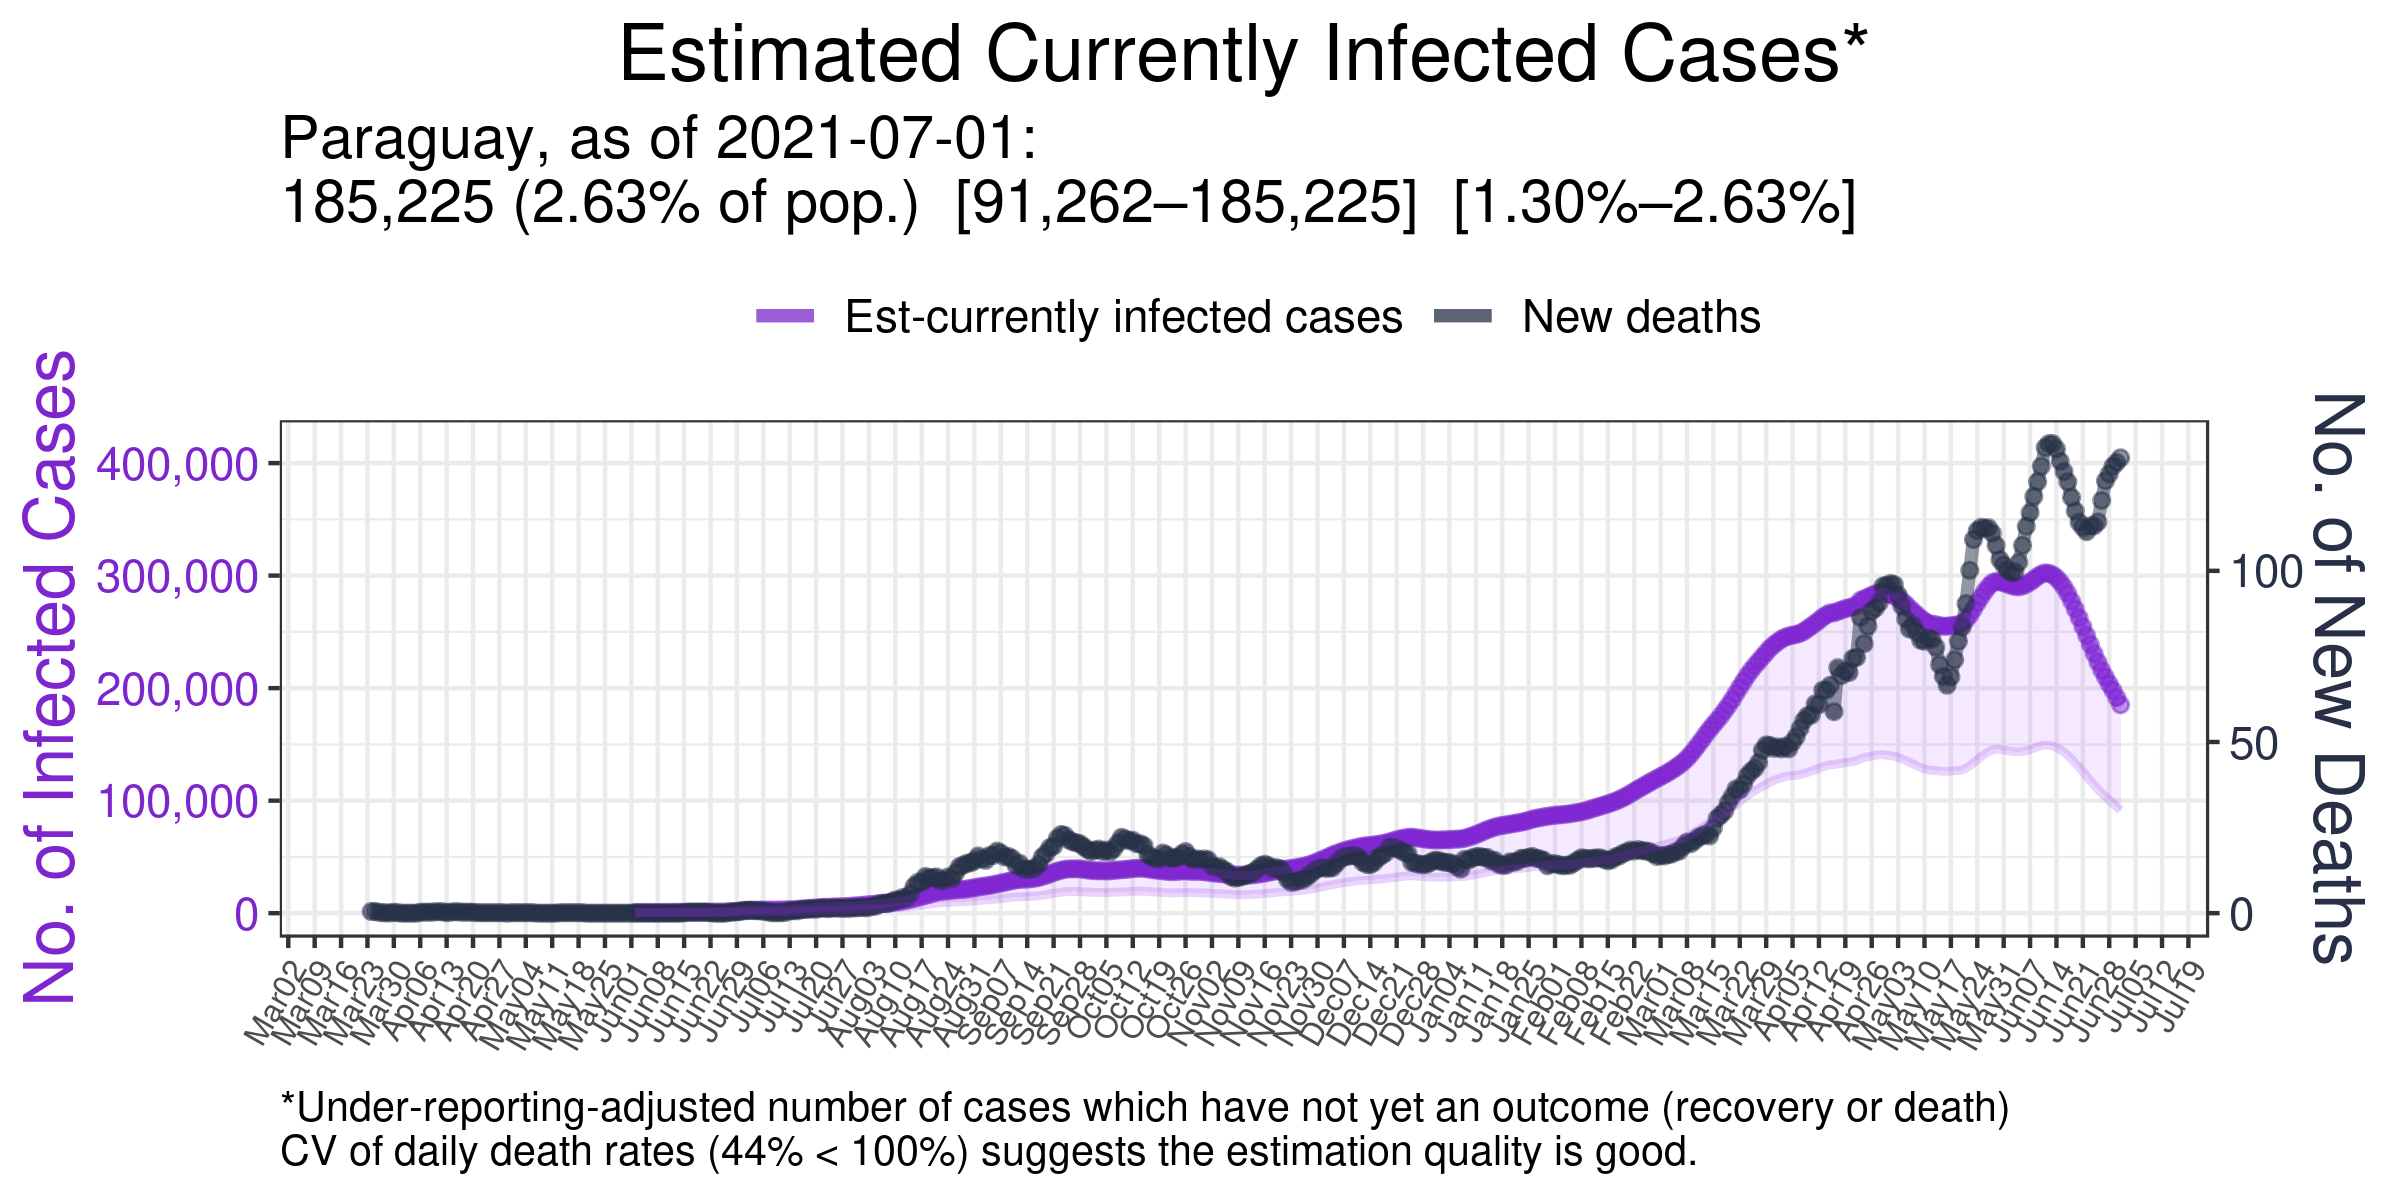 Estimated Currently Infected Cases*
Paraguay, as of 2021-07-01:
185,225 (2.63% of pop.) [91,262–185,225] [1.30%–2.63%]
Est-currently infected cases
New deaths
No. of Infected Cases
400,000
300,000
200,000
100,000
0
No. of New Deaths
100
50
0
Mar02
Mar09
Mar16
Mar23
Mar30
Apr06
Apr13
Apr20
Apr27
May04
May11
May18
May25
Jun01
Jun08
Jun15
Jun22
Jun29
Jul06
Jul13
Jul20
Jul27
Aug03
Aug10
Aug17
Aug24
Aug31
Sep07
Sep14
Sep21
Sep28
Oct05
Oct12
Oct19
Oct26
Nov02
Nov09
Nov16
Nov23
Nov30
Dec07
Dec14
Dec21
Dec28
Jan04
Jan11
Jan18
Jan25
Feb01
Feb08
Feb15
Feb22
Mar01
Mar08
Mar15
Mar22
Mar29
Apr05
Apr12
Apr19
Apr26
May03
May10
May17
May24
May31
Jun07
Jun14
Jun21
Jun28
Jul05
Jul12
Jul19
*Under-reporting-adjusted number of cases which have not yet an outcome (recovery or death)
CV of daily death rates (44% < 100%) suggests the estimation quality is good.